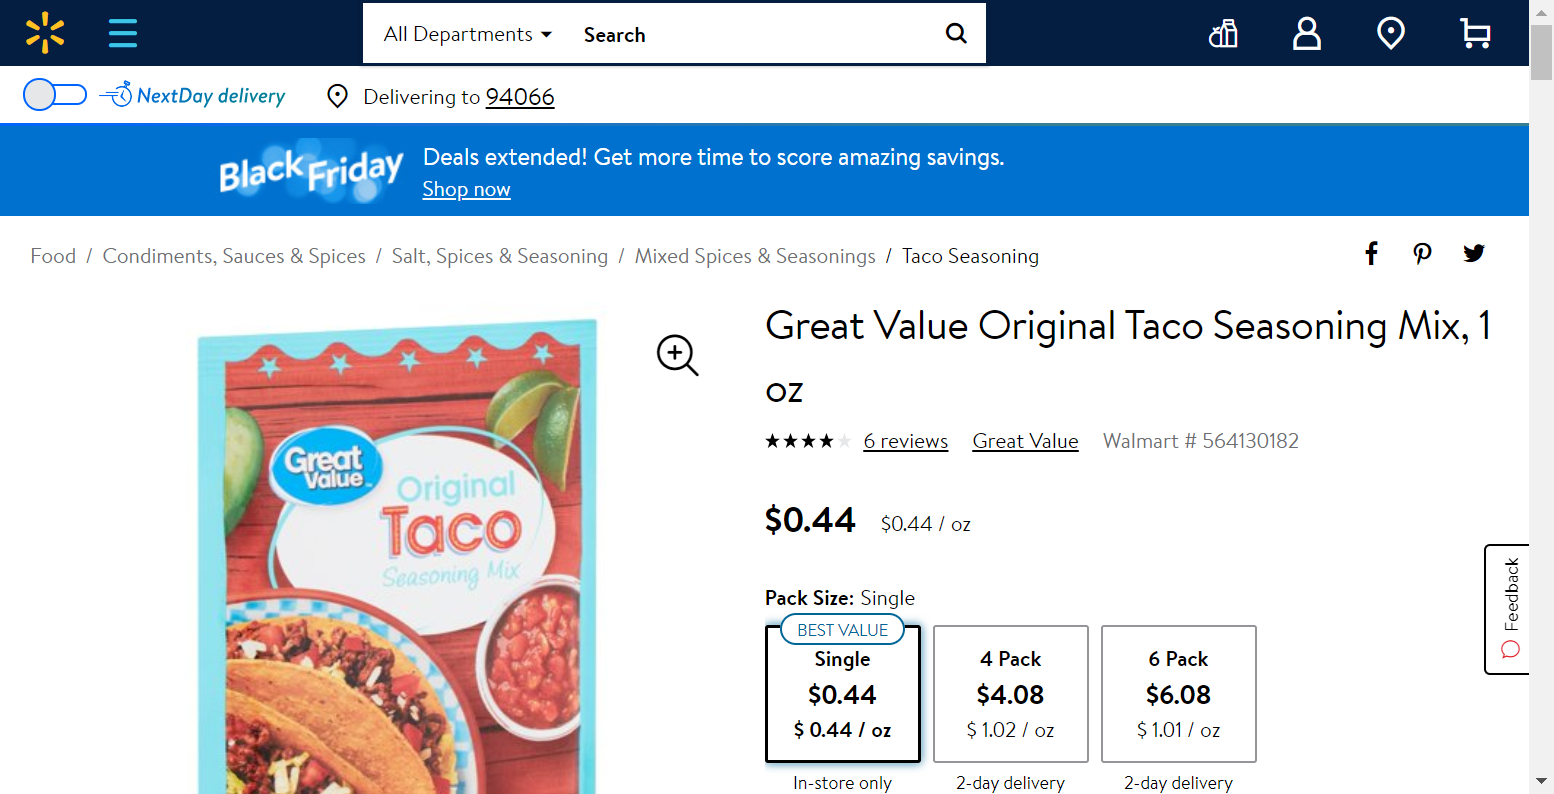 All Departments
Search
NextDay delivery
Delivering to 94066
Black Friday
Deals extended! Get more time to score amazing savings.
Shop now
Food / Condiments, Sauces & Spices / Salt, Spices & Seasoning / Mixed Spices & Seasonings / Taco Seasoning
Great Value
Original
Taco
Seasoning Mix
Great Value Original Taco Seasoning Mix, 1
oz
6 reviews Great Value Walmart # 564130182
$0.44 $0.44 / oz
Pack Size: Single
BEST VALUE
Single
$0.44
$ 0.44 / oz
In-store only
4 Pack
$4.08
$ 1.02 / oz
2-day delivery
6 Pack
$6.08
$ 1.01 / oz
2-day delivery
Feedback